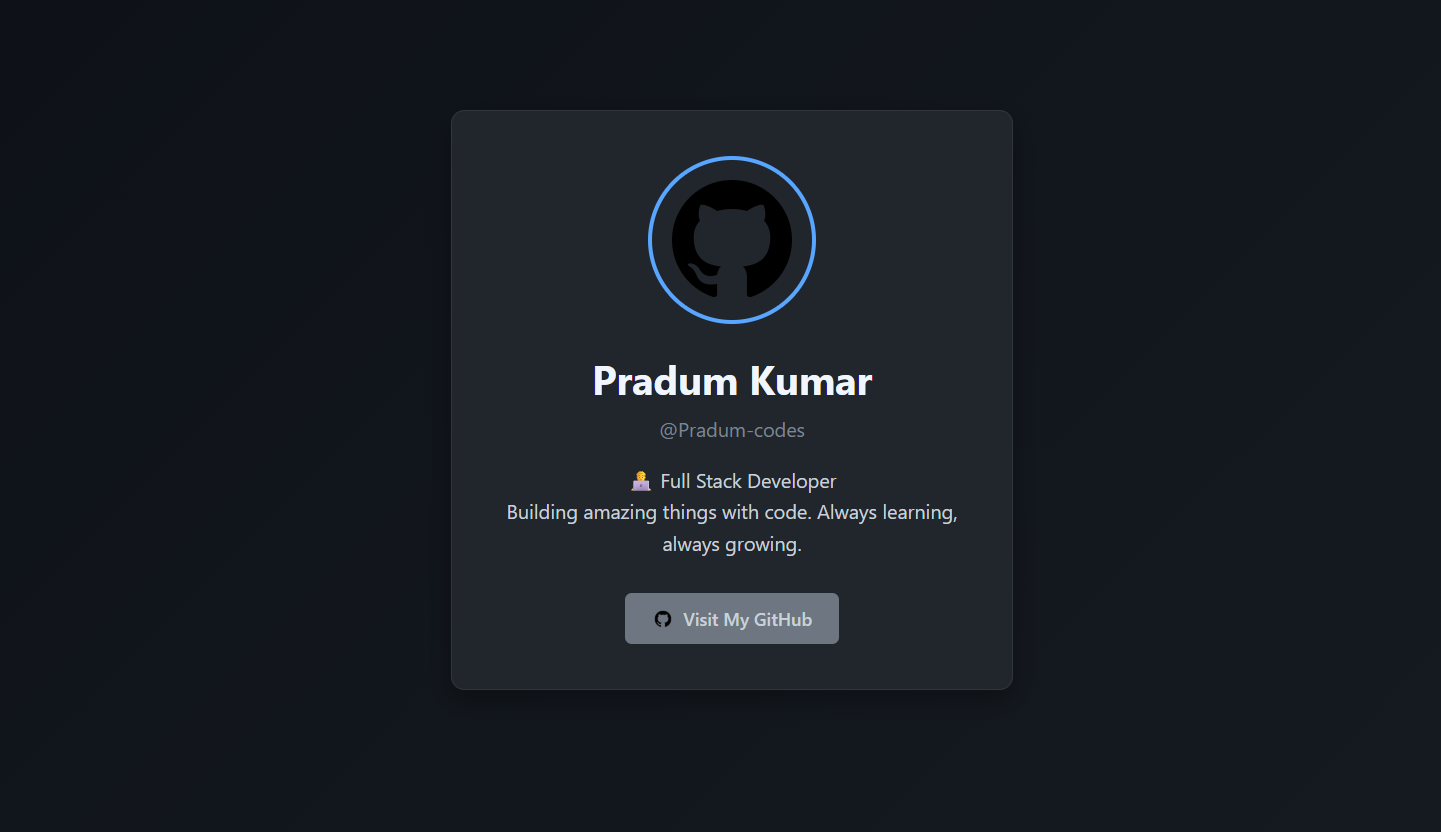 Pradum Kumar
@Pradum-codes
🧑‍💻 Full Stack Developer
Building amazing things with code. Always learning,
always growing.
Visit My GitHub